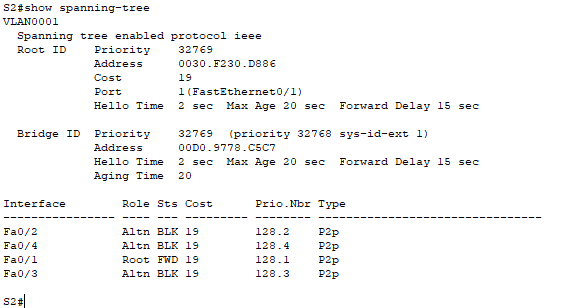 S2#show spanning-tree
VLAN0001
  Spanning tree enabled protocol ieee
  Root ID    Priority    32769
             Address     0030.F230.D886
             Cost        19
             Port        1(FastEthernet0/1)
             Hello Time  2 sec  Max Age 20 sec  Forward Delay 15 sec

  Bridge ID  Priority    32769  (priority 32768 sys-id-ext 1)
             Address     00D0.9778.C5C7
             Hello Time  2 sec  Max Age 20 sec  Forward Delay 15 sec
             Aging Time  20

Interface        Role Sts Cost      Prio.Nbr Type
---------------- ---- --- --------- -------- --------------------------------
Fa0/2            Altn BLK 19        128.2    P2p
Fa0/4            Altn BLK 19        128.4    P2p
Fa0/1            Root FWD 19        128.1    P2p
Fa0/3            Altn BLK 19        128.3    P2p

S2#